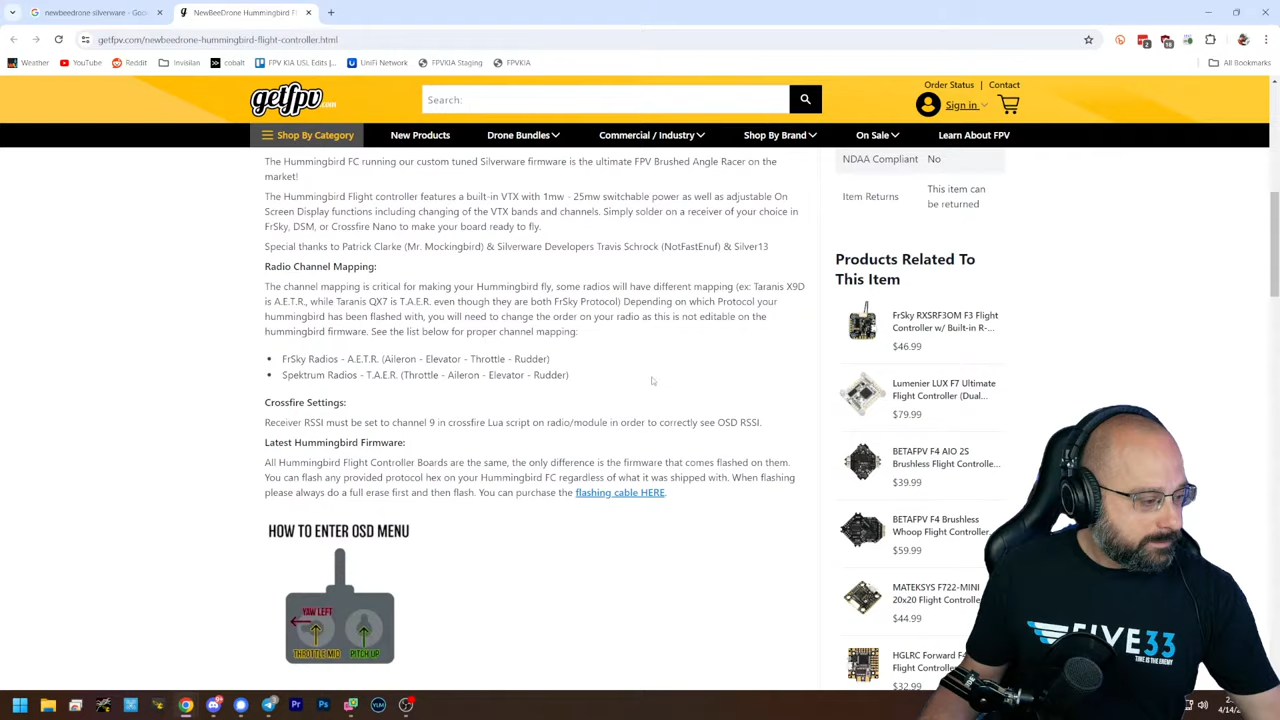 newbeedrone silverware - Goo
NewBeeDrone Hummingbird Fl
getfpv.com/newbeedrone-hummingbird-flight-controller.html
Weather
YouTube
Reddit
Invisilan
cobalt
FPV KIA USL Edits |...
UniFi Network
FPVKIA Staging
FPVKIA
All Bookmarks
getfpv.com
Search:
Order Status | Contact
Sign in
Shop By Category
New Products
Drone Bundles
Commercial / Industry
Shop By Brand
On Sale
Learn About FPV
The Hummingbird FC running our custom tuned Silverware firmware is the ultimate FPV Brushed Angle Racer on the
market!
The Hummingbird Flight controller features a built-in VTX with 1mw - 25mw switchable power as well as adjustable On
Screen Display functions including changing of the VTX bands and channels. Simply solder on a receiver of your choice in
FrSky, DSM, or Crossfire Nano to make your board ready to fly.
Special thanks to Patrick Clarke (Mr. Mockingbird) & Silverware Developers Travis Schrock (NotFastEnuf) & Silver13
Radio Channel Mapping:
The channel mapping is critical for making your Hummingbird fly, some radios will have different mapping (ex: Taranis X9D
is A.E.T.R., while Taranis QX7 is T.A.E.R. even though they are both FrSky Protocol) Depending on which Protocol your
hummingbird has been flashed with, you will need to change the order on your radio as this is not editable on the
hummingbird firmware. See the list below for proper channel mapping:
• FrSky Radios - A.E.T.R. (Aileron - Elevator - Throttle - Rudder)
• Spektrum Radios - T.A.E.R. (Throttle - Aileron - Elevator - Rudder)
Crossfire Settings:
Receiver RSSI must be set to channel 9 in crossfire Lua script on radio/module in order to correctly see OSD RSSI.
Latest Hummingbird Firmware:
All Hummingbird Flight Controller Boards are the same, the only difference is the firmware that comes flashed on them.
You can flash any provided protocol hex on your Hummingbird FC regardless of what it was shipped with. When flashing
please always do a full erase first and then flash. You can purchase the flashing cable HERE.
HOW TO ENTER OSD MENU
YAW LEFT
THROTTLE MID
PITCH UP
NDAA Compliant No
Item Returns
This item can
be returned
Products Related To
This Item
FrSky RXSRF3OM F3 Flight
Controller w/ Built-in R-...
$46.99
Lumenier LUX F7 Ultimate
Flight Controller (Dual...
$79.99
BETAFPV F4 AIO 2S
Brushless Flight Controlle...
$39.99
BETAFPV F4 Brushless
Whoop Flight Controller
$59.99
MATEKSYS F722-MINI
20x20 Flight Controlle
$44.99
HGLRC Forward F4
Flight Control
$32.99
FIVE33
TIME IS THE ENEMY